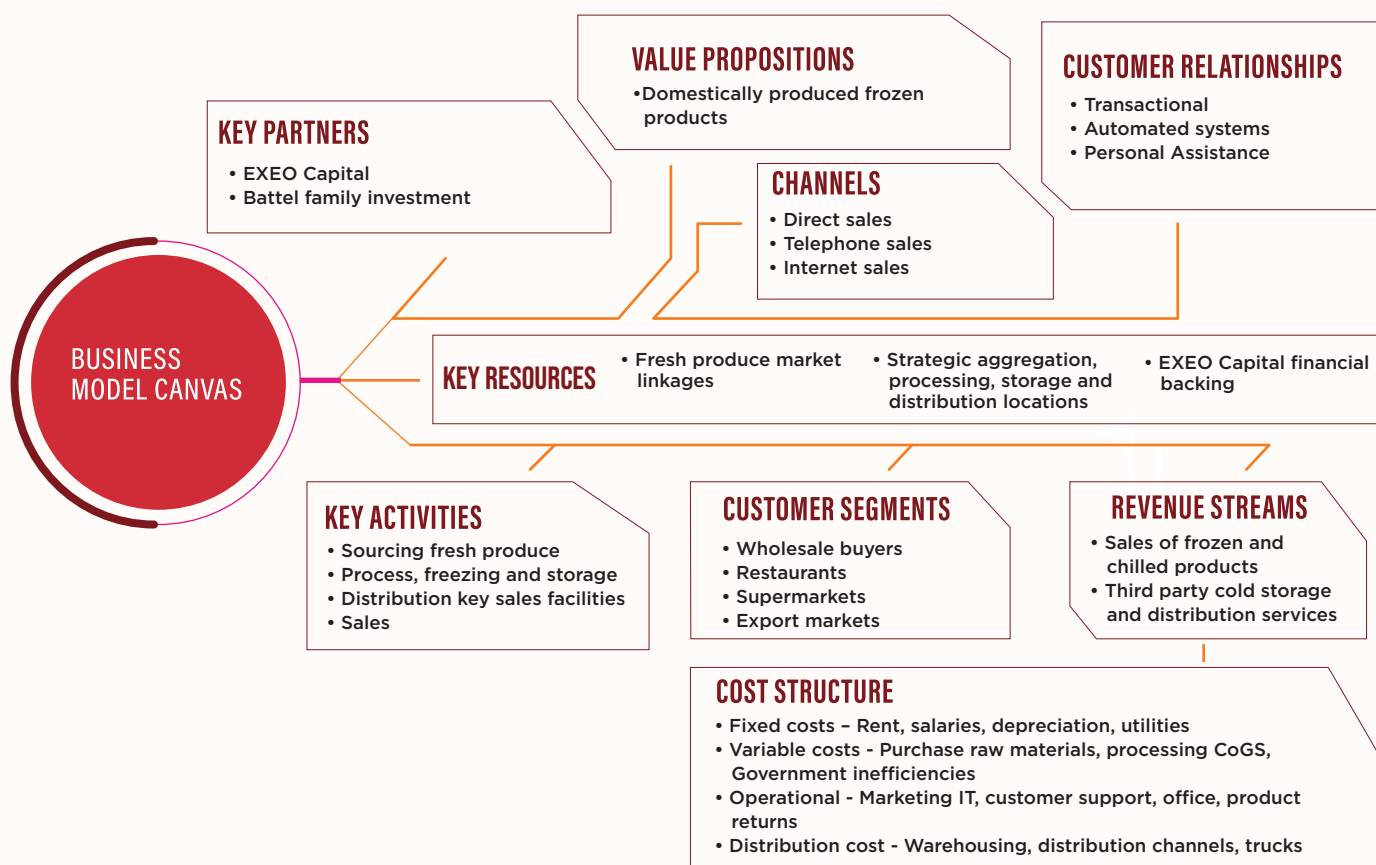 BUSINESS
MODEL CANVAS
KEY PARTNERS
• EXEO Capital
• Battel family investment
VALUE PROPOSITIONS
•Domestically produced frozen
products
CUSTOMER RELATIONSHIPS
• Transactional
• Automated systems
• Personal Assistance
CHANNELS
• Direct sales
• Telephone sales
• Internet sales
KEY RESOURCES
• Fresh produce market
linkages
• Strategic aggregation,
processing, storage and
distribution locations
• EXEO Capital financial
backing
KEY ACTIVITIES
• Sourcing fresh produce
• Process, freezing and storage
• Distribution key sales facilities
• Sales
CUSTOMER SEGMENTS
• Wholesale buyers
• Restaurants
• Supermarkets
• Export markets
REVENUE STREAMS
• Sales of frozen and
chilled products
• Third party cold storage
and distribution services
COST STRUCTURE
• Fixed costs – Rent, salaries, depreciation, utilities
• Variable costs - Purchase raw materials, processing CoGS,
Government inefficiencies
• Operational - Marketing IT, customer support, office, product
returns
• Distribution cost - Warehousing, distribution channels, trucks